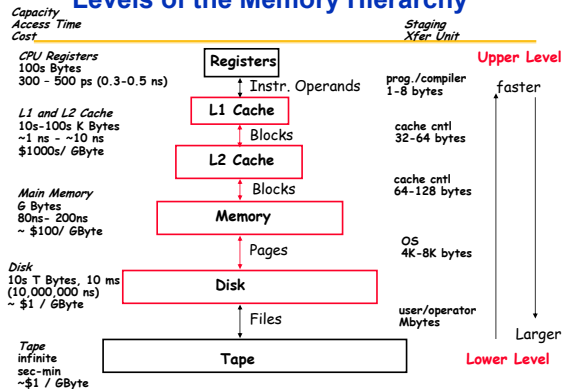 Levels of the Memory Hierarchy
Capacity
Access Time
Cost
Staging
Xfer Unit
CPU Registers
100s Bytes
300 - 500 ps (0.3-0.5 ns)
Registers
Upper Level
Instr. Operands
prog./compiler
1-8 bytes
faster
L1 and L2 Cache
10s-100s K Bytes
~1 ns - ~10 ns
$1000s/ GByte
L1 Cache
Blocks
cache cntl
32-64 bytes
L2 Cache
Blocks
cache cntl
64-128 bytes
Main Memory
G Bytes
80ns- 200ns
~ $100/ GByte
Memory
Pages
OS
4K-8K bytes
Disk
10s T Bytes, 10 ms
(10,000,000 ns)
~ $1 / GByte
Disk
Files
user/operator
Mbytes
Larger
Tape
infinite
sec-min
~$1 / GByte
Tape
Lower Level